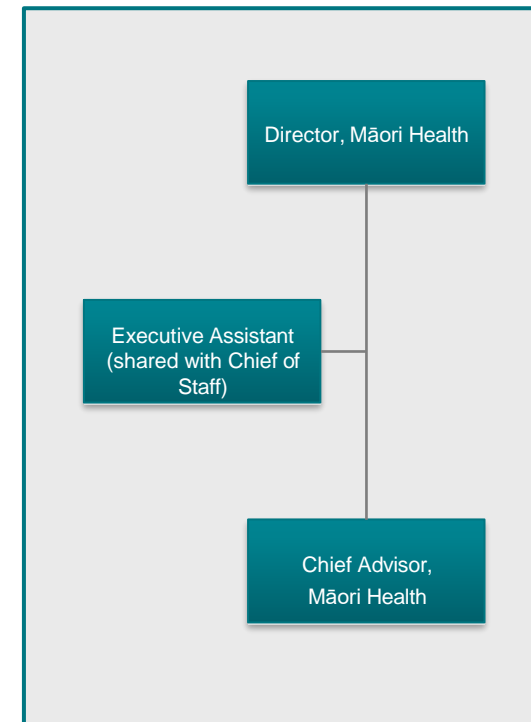 Director, Māori Health
Executive Assistant
(shared with Chief of
Staff)
Chief Advisor,
Māori Health